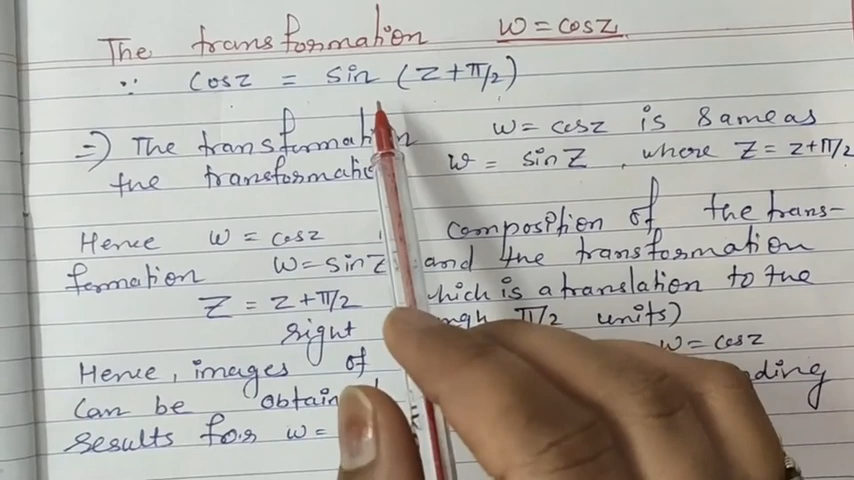 The transformation w = cosz
∵ cosz = sin (z+π/2)
⇒ The transformation w = cosz is same as
the transformatio w = sin Z , where Z = z+π/2
Hence w = cosz composition of the trans-
formation w = sin Z and the transformation
Z = z+π/2 which is a translation to the
right π/2 units)
Hence, images of w = cosz
can be obtain
results for w =